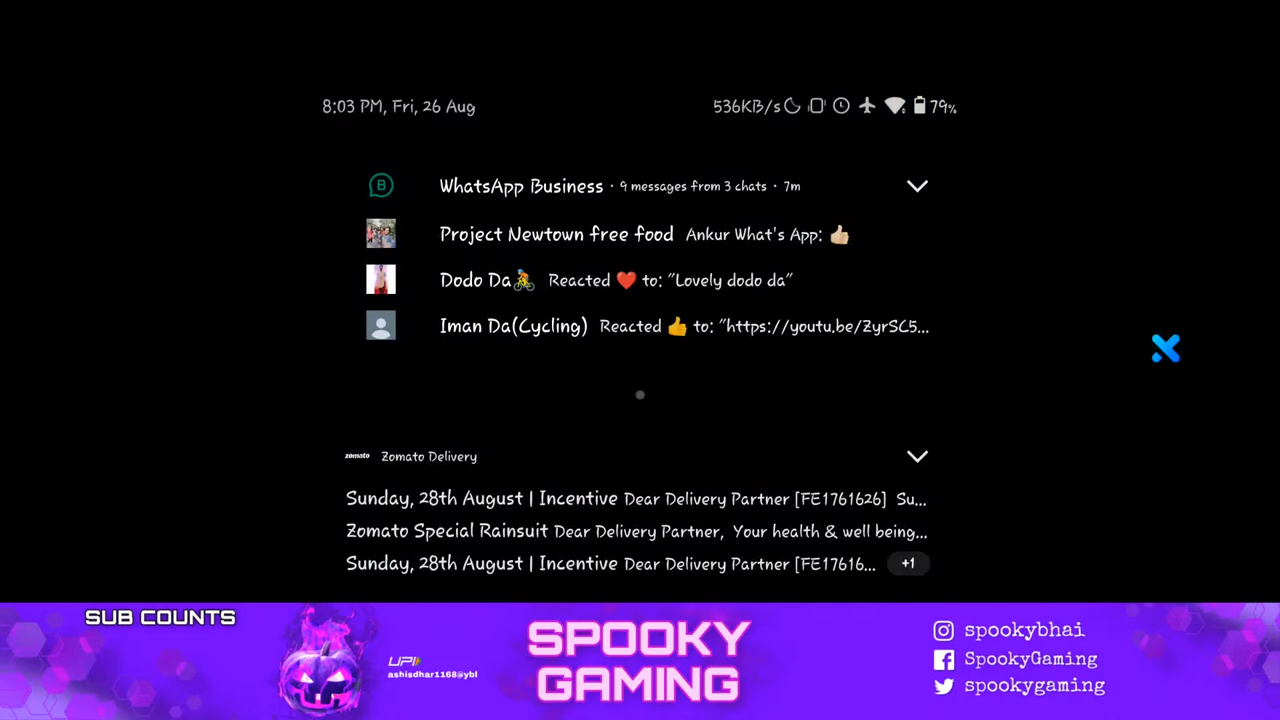 8:03 PM, Fri, 26 Aug 536KB/s 79%
WhatsApp Business · 9 messages from 3 chats · 7m
Project Newtown free food Ankur What's App: 👍🏼
Dodo Da🚴 Reacted ❤️ to: "Lovely dodo da"
Iman Da(Cycling) Reacted 👍 to: "https://youtu.be/ZyrSC5...
zomato Zomato Delivery
Sunday, 28th August | Incentive Dear Delivery Partner [FE1761626] Su...
Zomato Special Rainsuit Dear Delivery Partner, Your health & well being...
Sunday, 28th August | Incentive Dear Delivery Partner [FE17616... +1
SUB COUNTS
UPI
ashisdhar1168@ybl
SPOOKY
GAMING
spookybhai
SpookyGaming
spookygaming